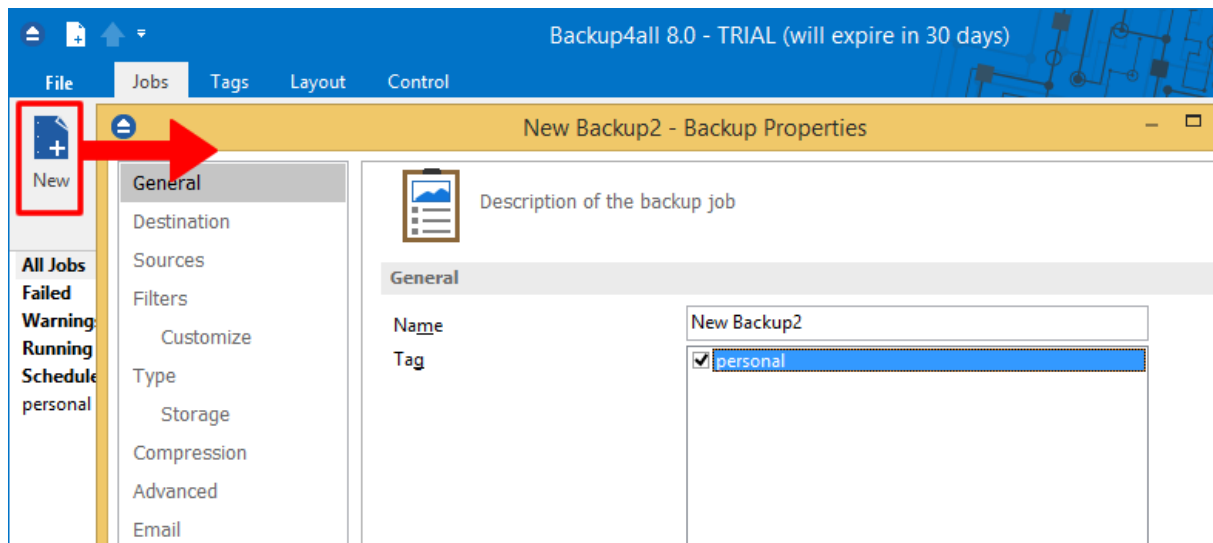 Backup4all 8.0 - TRIAL (will expire in 30 days)
File Jobs Tags Layout Control
New Backup2 - Backup Properties
New
General
Destination
Sources
Filters
Customize
Type
Storage
Compression
Advanced
Email
All Jobs
Failed
Warning
Running
Schedule
personal
Description of the backup job
General
Name New Backup2
Tag personal